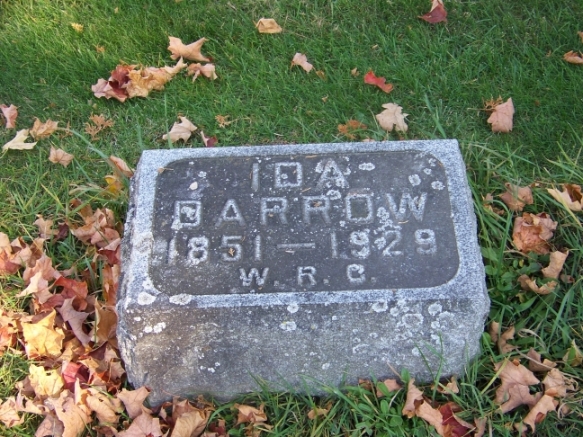 IDA
DARROW
1851 — 1929
W. R. C.